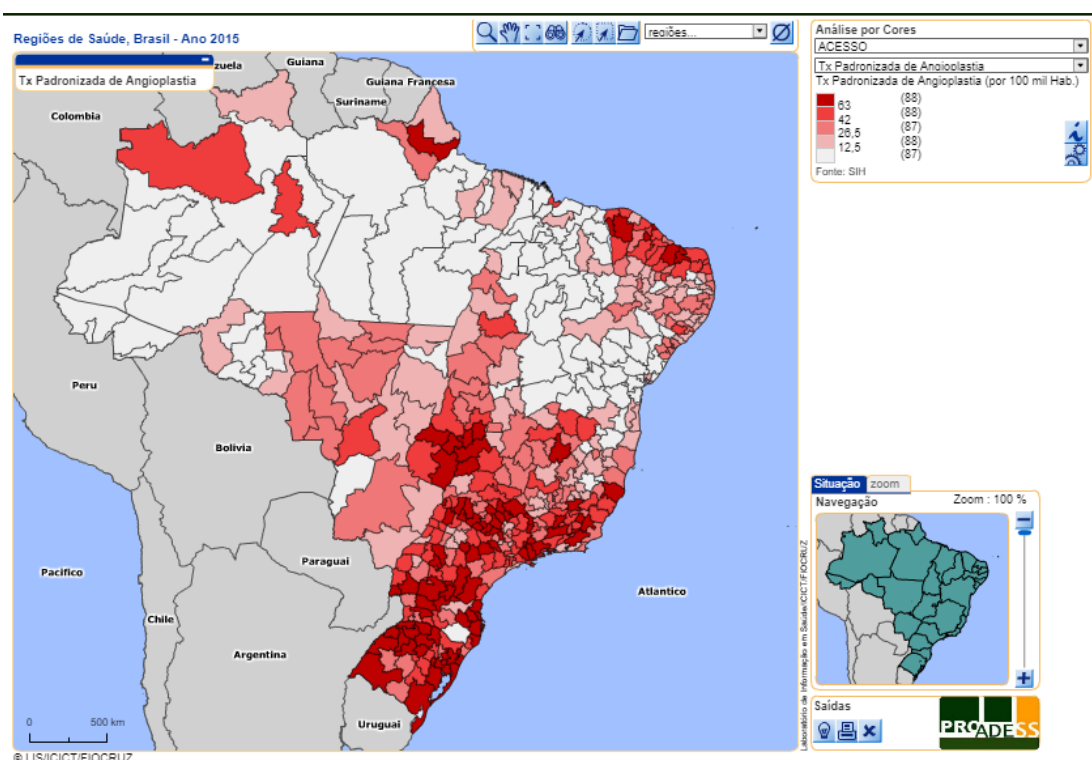 Regiões de Saúde, Brasil - Ano 2015
regiões...
Tx Padronizada de Angioplastia
zuela
Guiana
Guiana Francesa
Suriname
Colombia
Peru
Bolívia
Paraguai
Pacífico
Chile
Atlantico
Argentina
Uruguai
0 500 km
© LIS/ICICT/FIOCRUZ
Análise por Cores
ACESSO
Tx Padronizada de Angioplastia
Tx Padronizada de Angioplastia (por 100 mil Hab.)
63 (88)
42 (88)
26,5 (87)
12,5 (88)
(87)
Fonte: SIH
Situação zoom
Navegação Zoom : 100 %
Laboratório de Informação em Saúde/ICICT/FIOCRUZ
Saídas
PROADESS